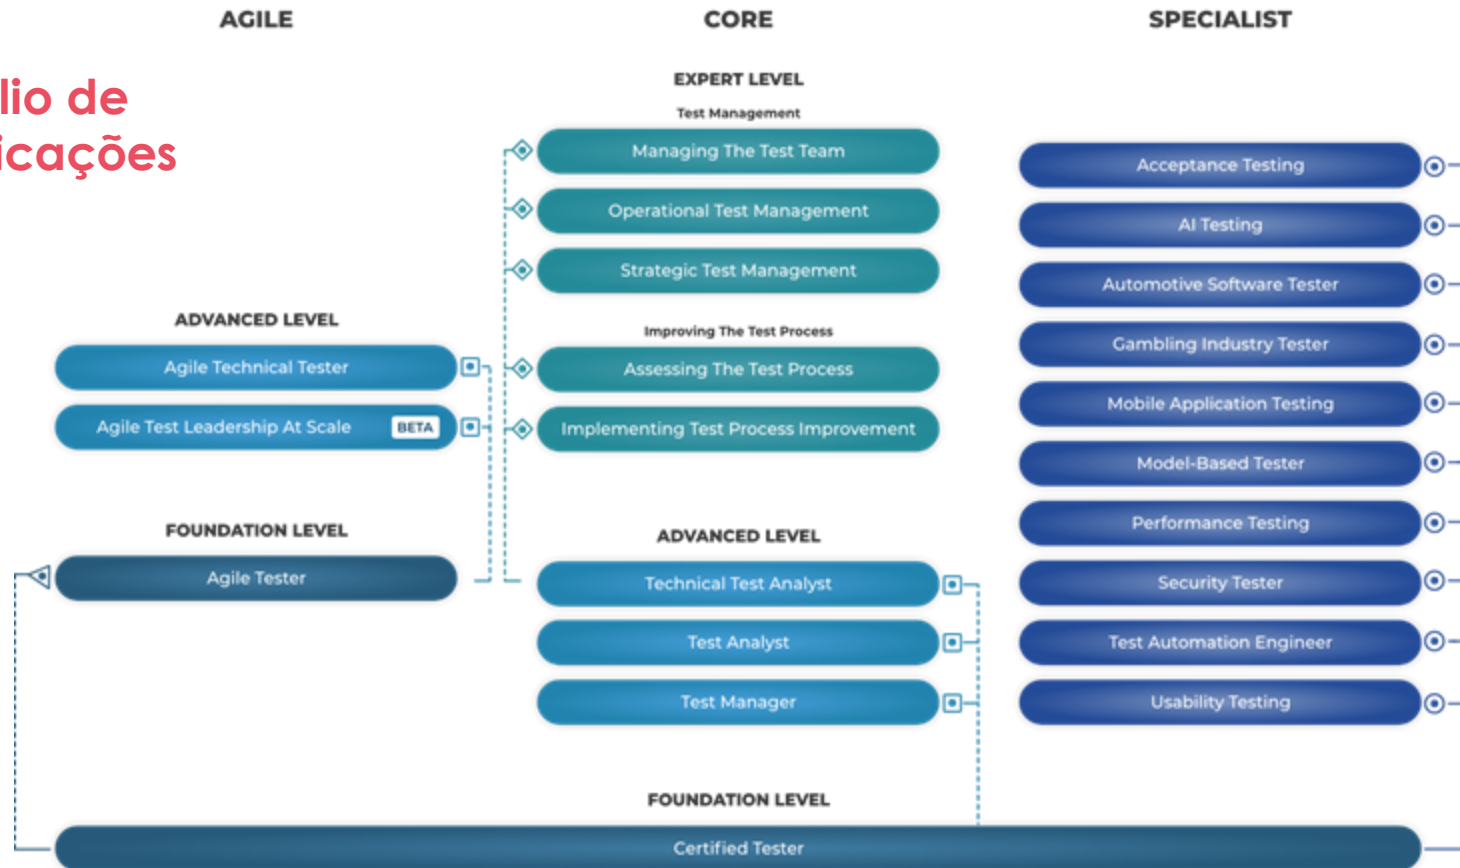 AGILE
CORE
SPECIALIST
lio de
icações
EXPERT LEVEL
Test Management
Managing The Test Team
Operational Test Management
Strategic Test Management
Improving The Test Process
Assessing The Test Process
Implementing Test Process Improvement
ADVANCED LEVEL
Agile Technical Tester
Agile Test Leadership At Scale BETA
FOUNDATION LEVEL
Agile Tester
ADVANCED LEVEL
Technical Test Analyst
Test Analyst
Test Manager
Acceptance Testing
AI Testing
Automotive Software Tester
Gambling Industry Tester
Mobile Application Testing
Model-Based Tester
Performance Testing
Security Tester
Test Automation Engineer
Usability Testing
FOUNDATION LEVEL
Certified Tester